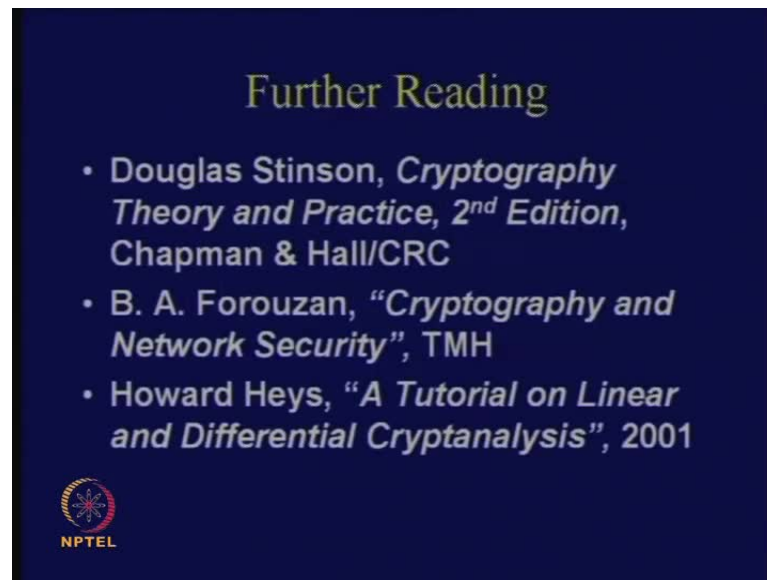 Further Reading
• Douglas Stinson, Cryptography
Theory and Practice, 2nd Edition,
Chapman & Hall/CRC
• B. A. Forouzan, “Cryptography and
Network Security”, TMH
• Howard Heys, “A Tutorial on Linear
and Differential Cryptanalysis”, 2001
NPTEL